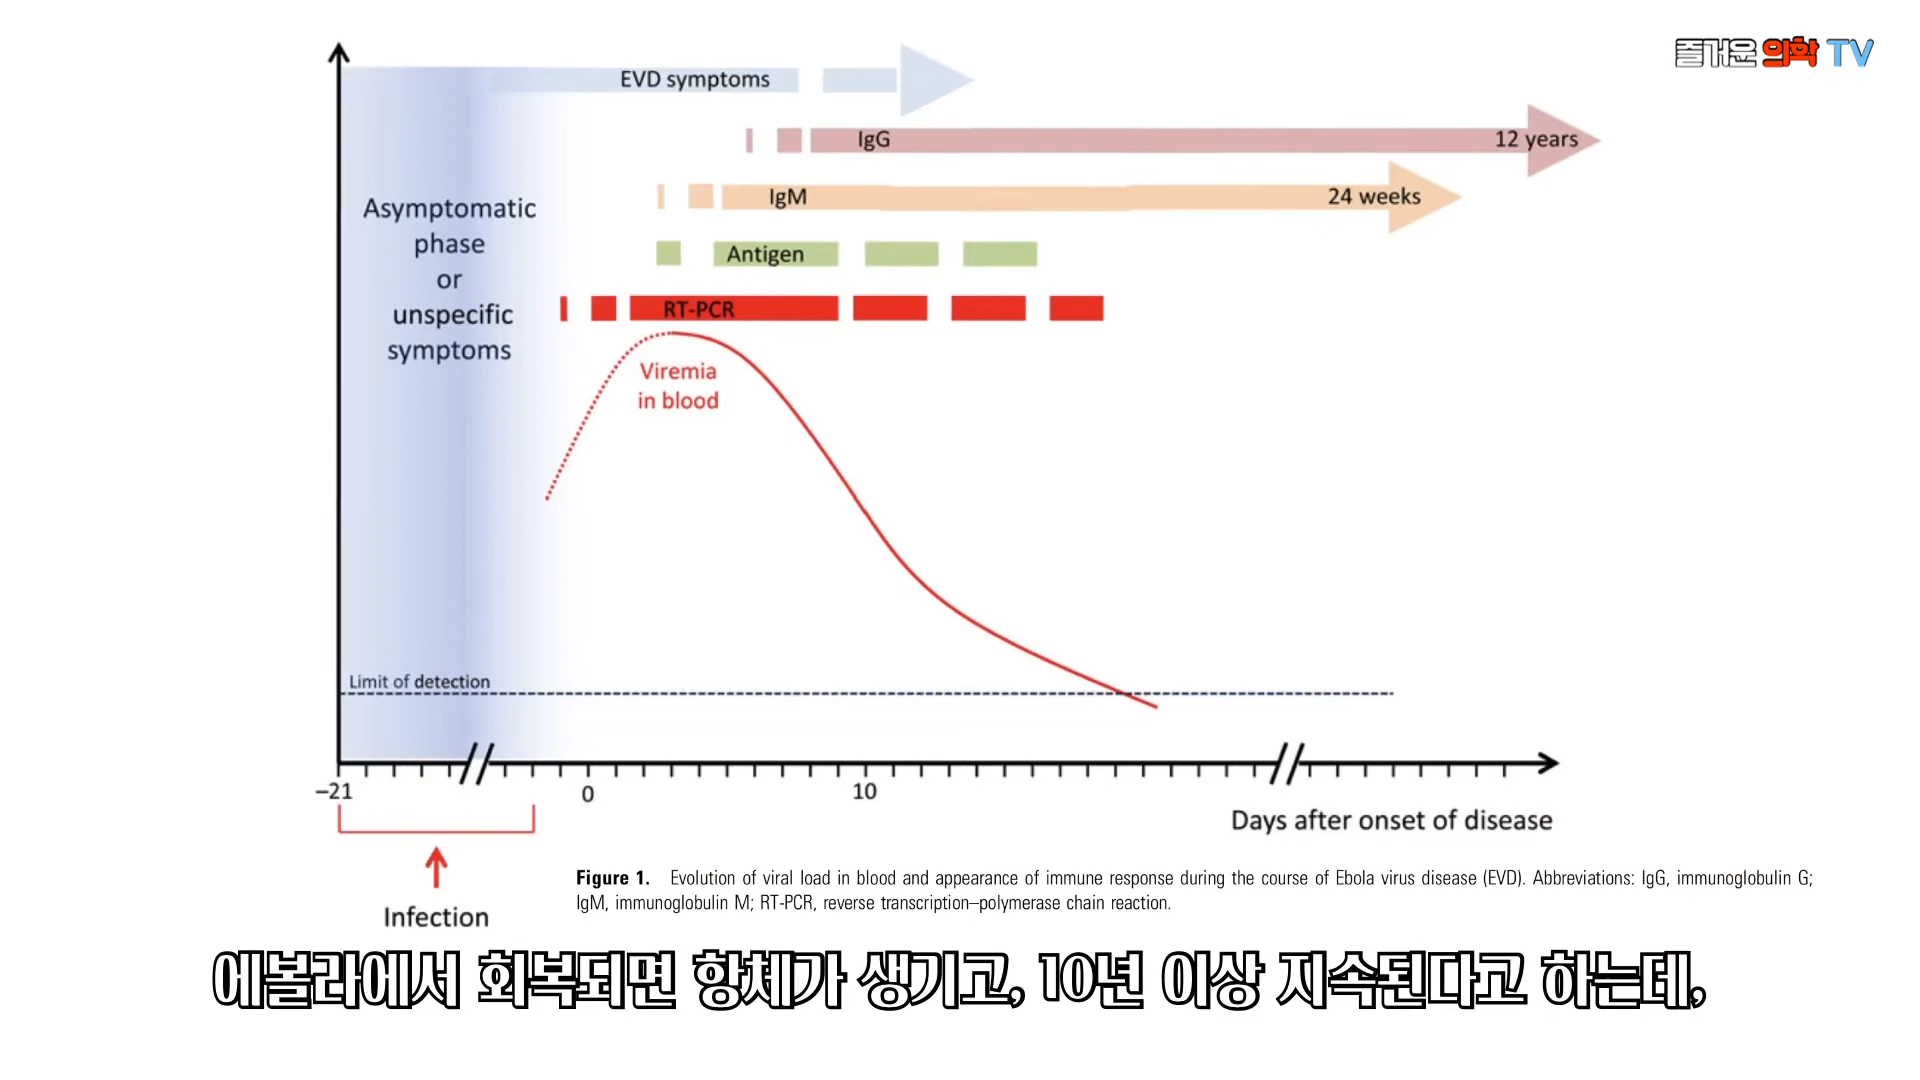 즐거운 의학 TV
EVD symptoms
IgG
12 years
IgM
24 weeks
Antigen
RT-PCR
Asymptomatic
phase
or
unspecific
symptoms
Viremia
in blood
Limit of detection
–21
0
10
Days after onset of disease
Infection
Figure 1. Evolution of viral load in blood and appearance of immune response during the course of Ebola virus disease (EVD). Abbreviations: IgG, immunoglobulin G;
IgM, immunoglobulin M; RT-PCR, reverse transcription–polymerase chain reaction.
에볼라에서 회복되면 항체가 생기고, 10년 이상 지속된다고 하는데,